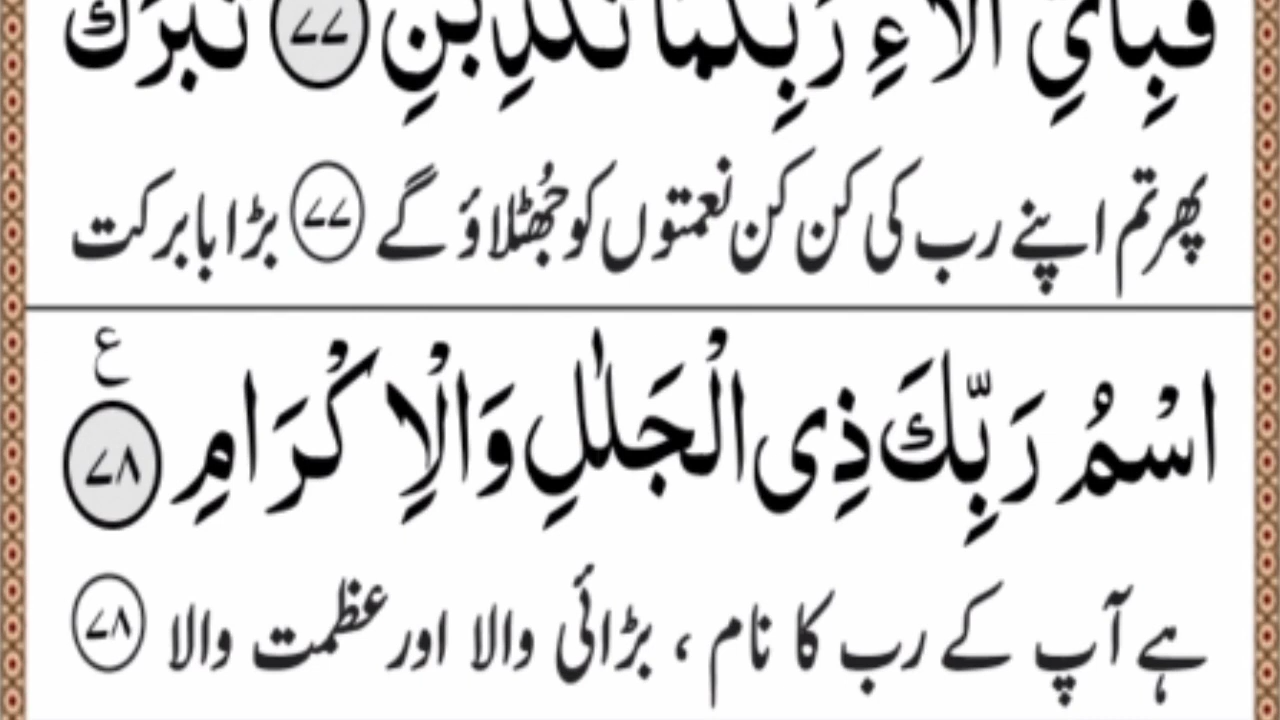 فَبِاَىِّ اٰلَآءِ رَبِّكُمَا تُكَذِّبٰنِ ۷۷ تَبٰرَكَ
پھر تم اپنے رب کی کن کن نعمتوں کو جُھٹلاؤ گے ۷۷ بڑا بابرکت
اسْمُ رَبِّكَ ذِى الْجَلٰلِ وَالْاِكْرَامِ ۷۸ ع
ہے آپ کے رب کا نام ، بڑائی والا اور عظمت والا ۷۸